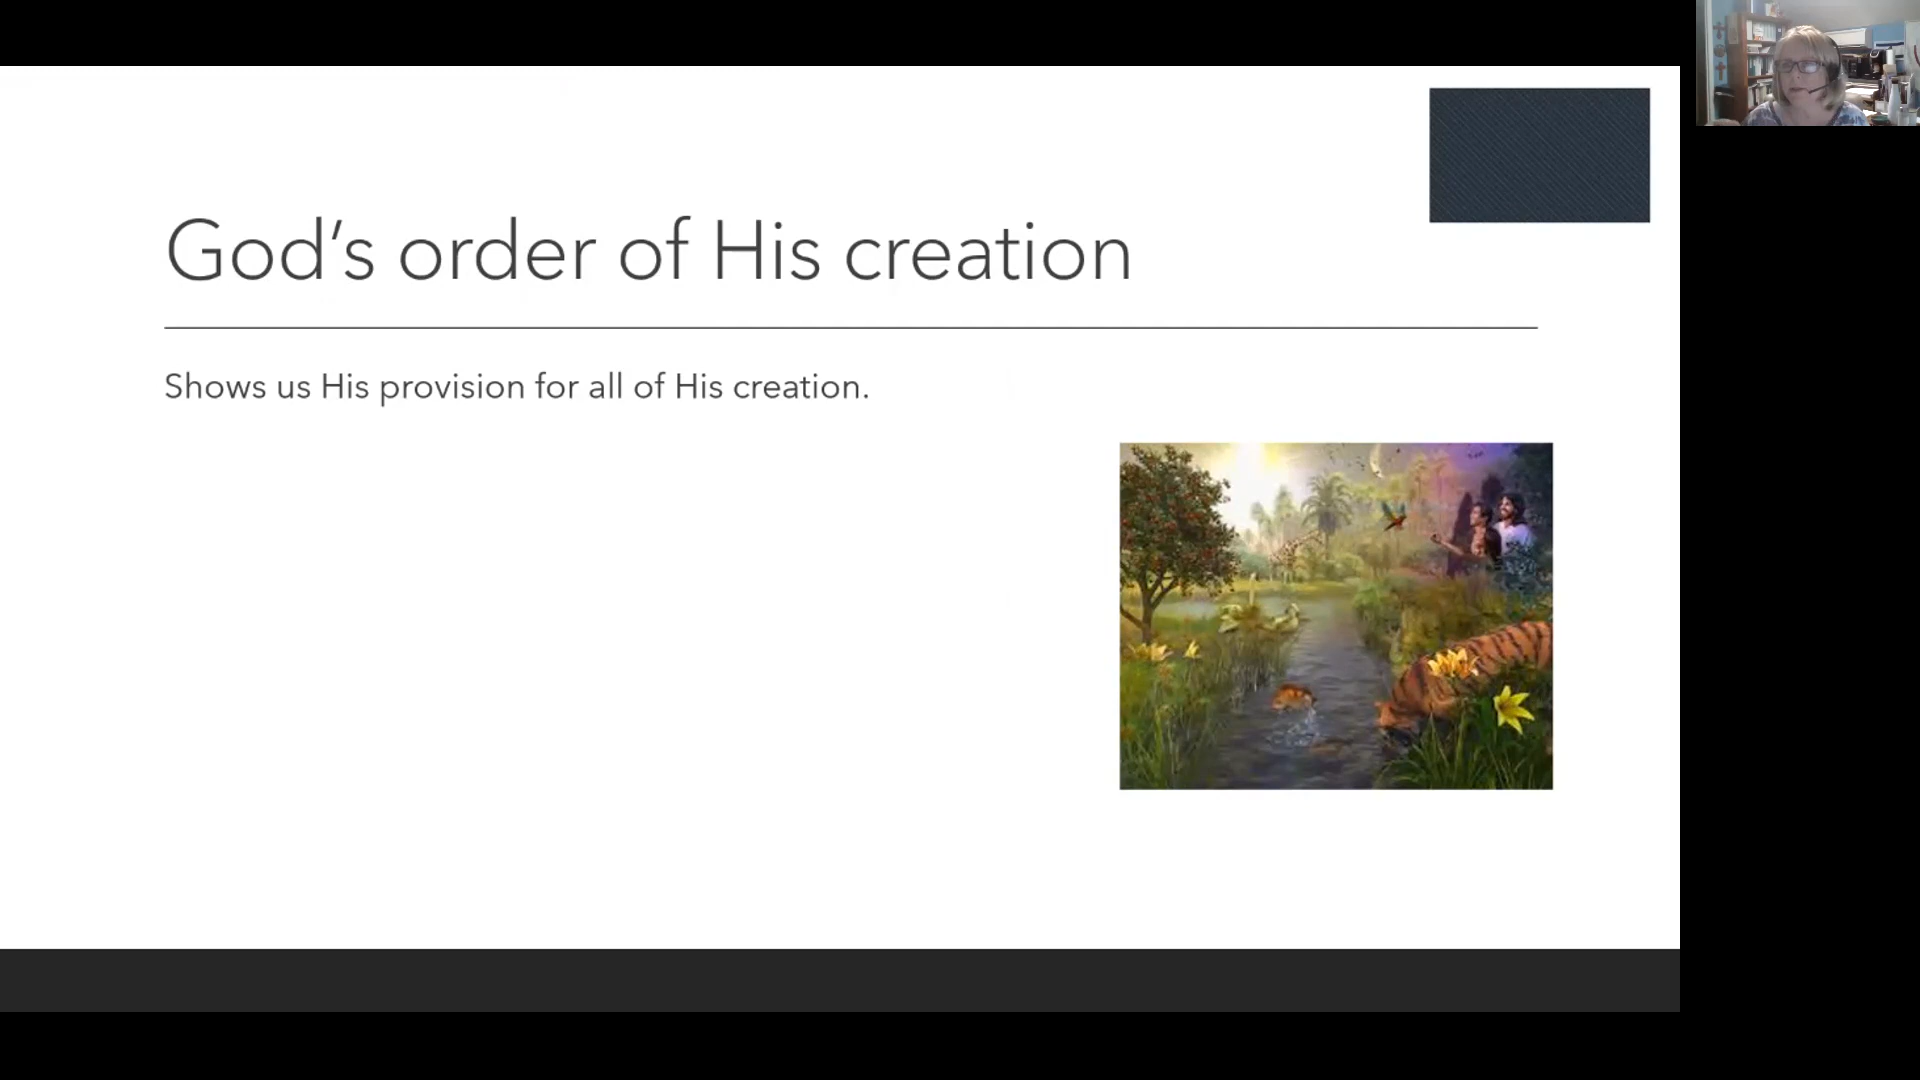 God’s order of His creation
Shows us His provision for all of His creation.